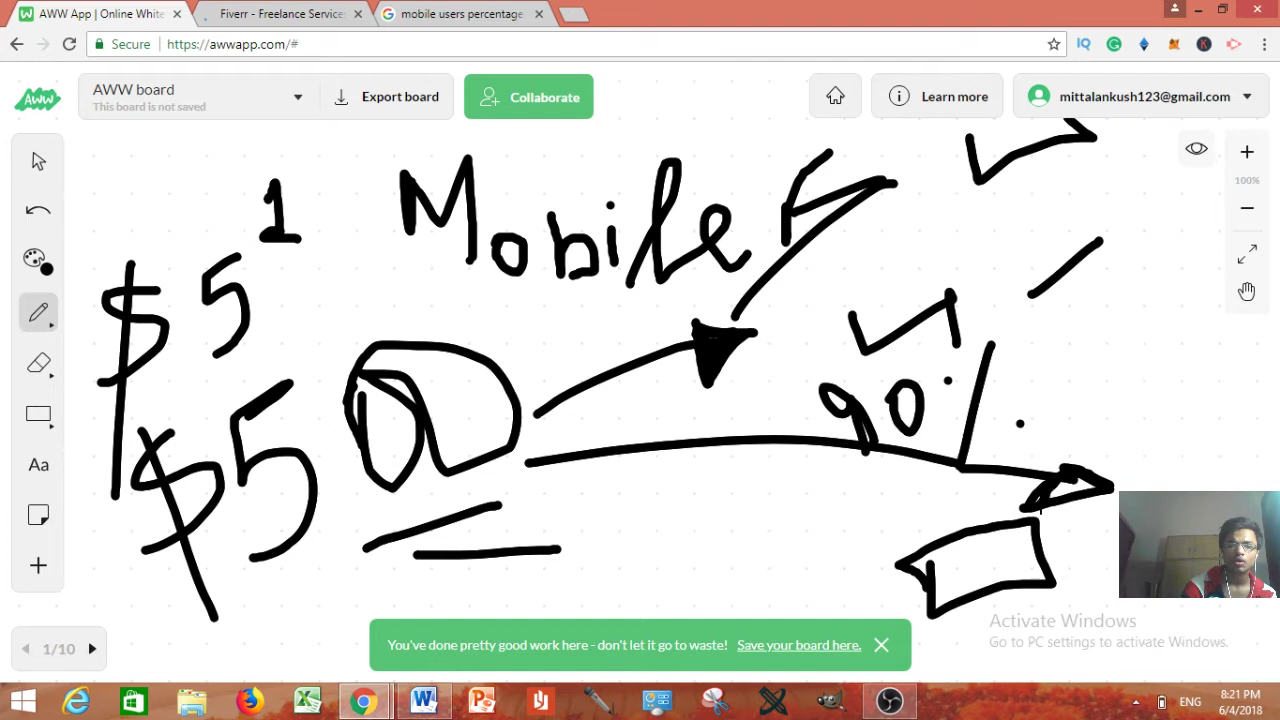 AWW App | Online White
Fiverr - Freelance Service
mobile users percentage
Secure
https://awwapp.com/#
AWW
AWW board
This board is not saved
Export board
Collaborate
Learn more
mittalankush123@gmail.com
100%
1 Mobile
$5
$50
90%
Aa
1/10
You've done pretty good work here - don't let it go to waste! Save your board here.
Activate Windows
Go to PC settings to activate Windows.
ENG
8:21 PM
6/4/2018